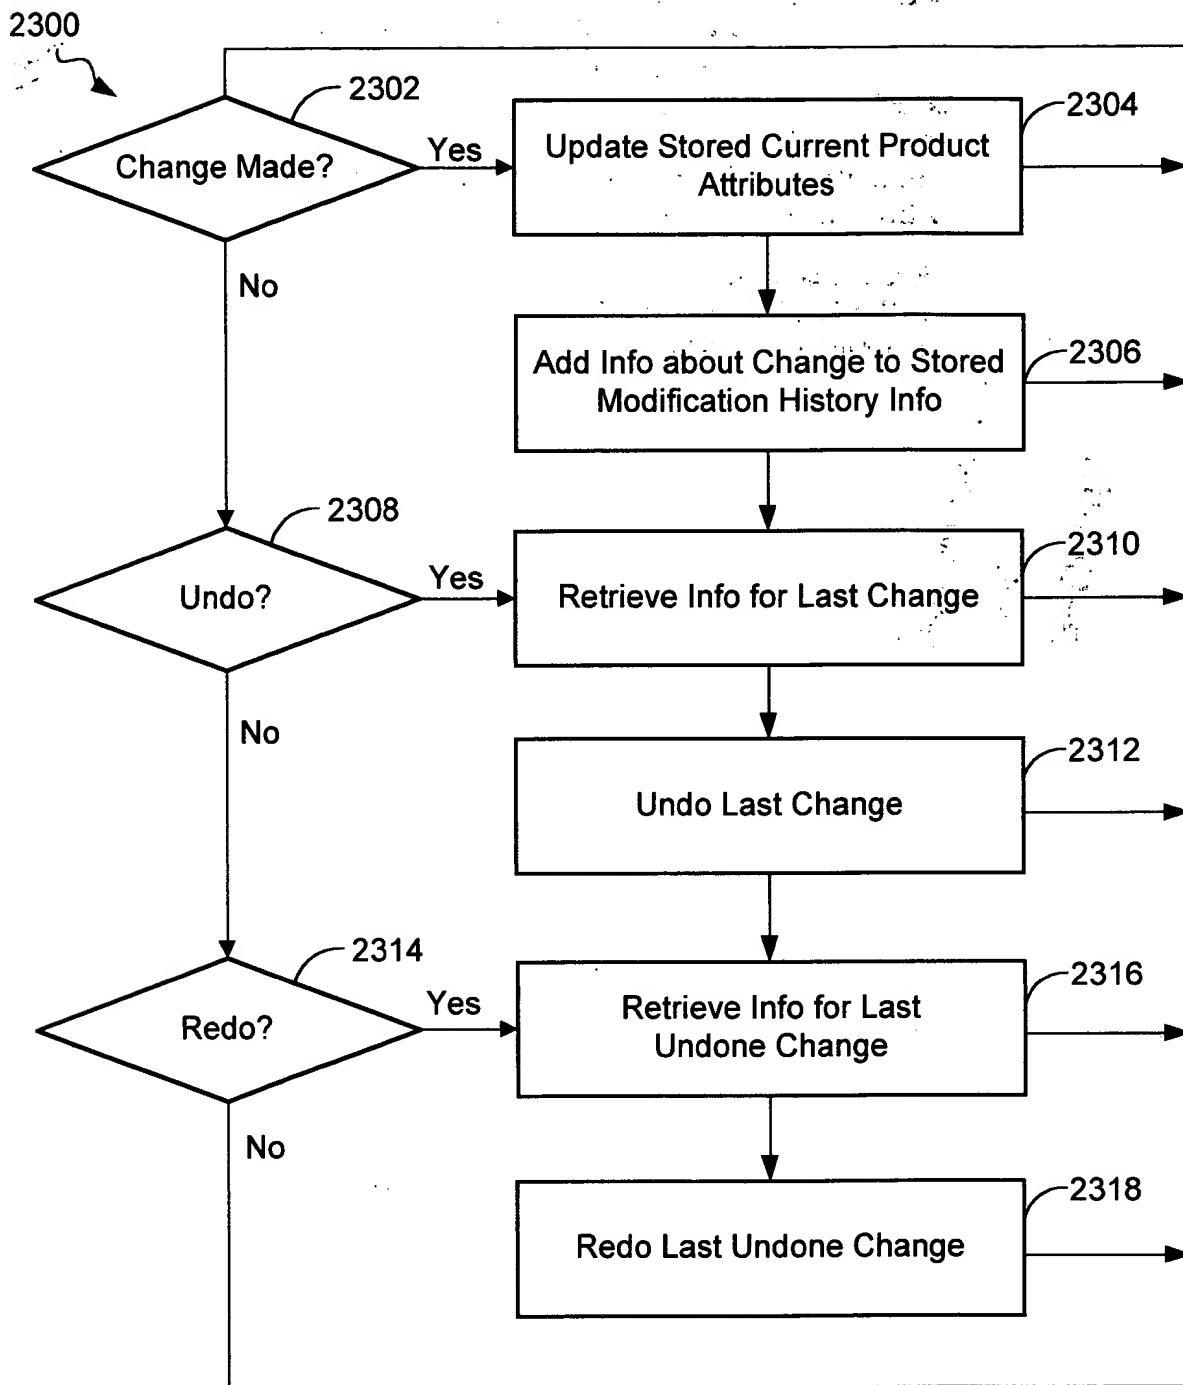 2300
2302
Change Made?
Yes
Update Stored Current Product
Attributes
2304
No
Add Info about Change to Stored
Modification History Info
2306
2308
Undo?
Yes
Retrieve Info for Last Change
2310
No
Undo Last Change
2312
2314
Redo?
Yes
Retrieve Info for Last
Undone Change
2316
No
Redo Last Undone Change
2318